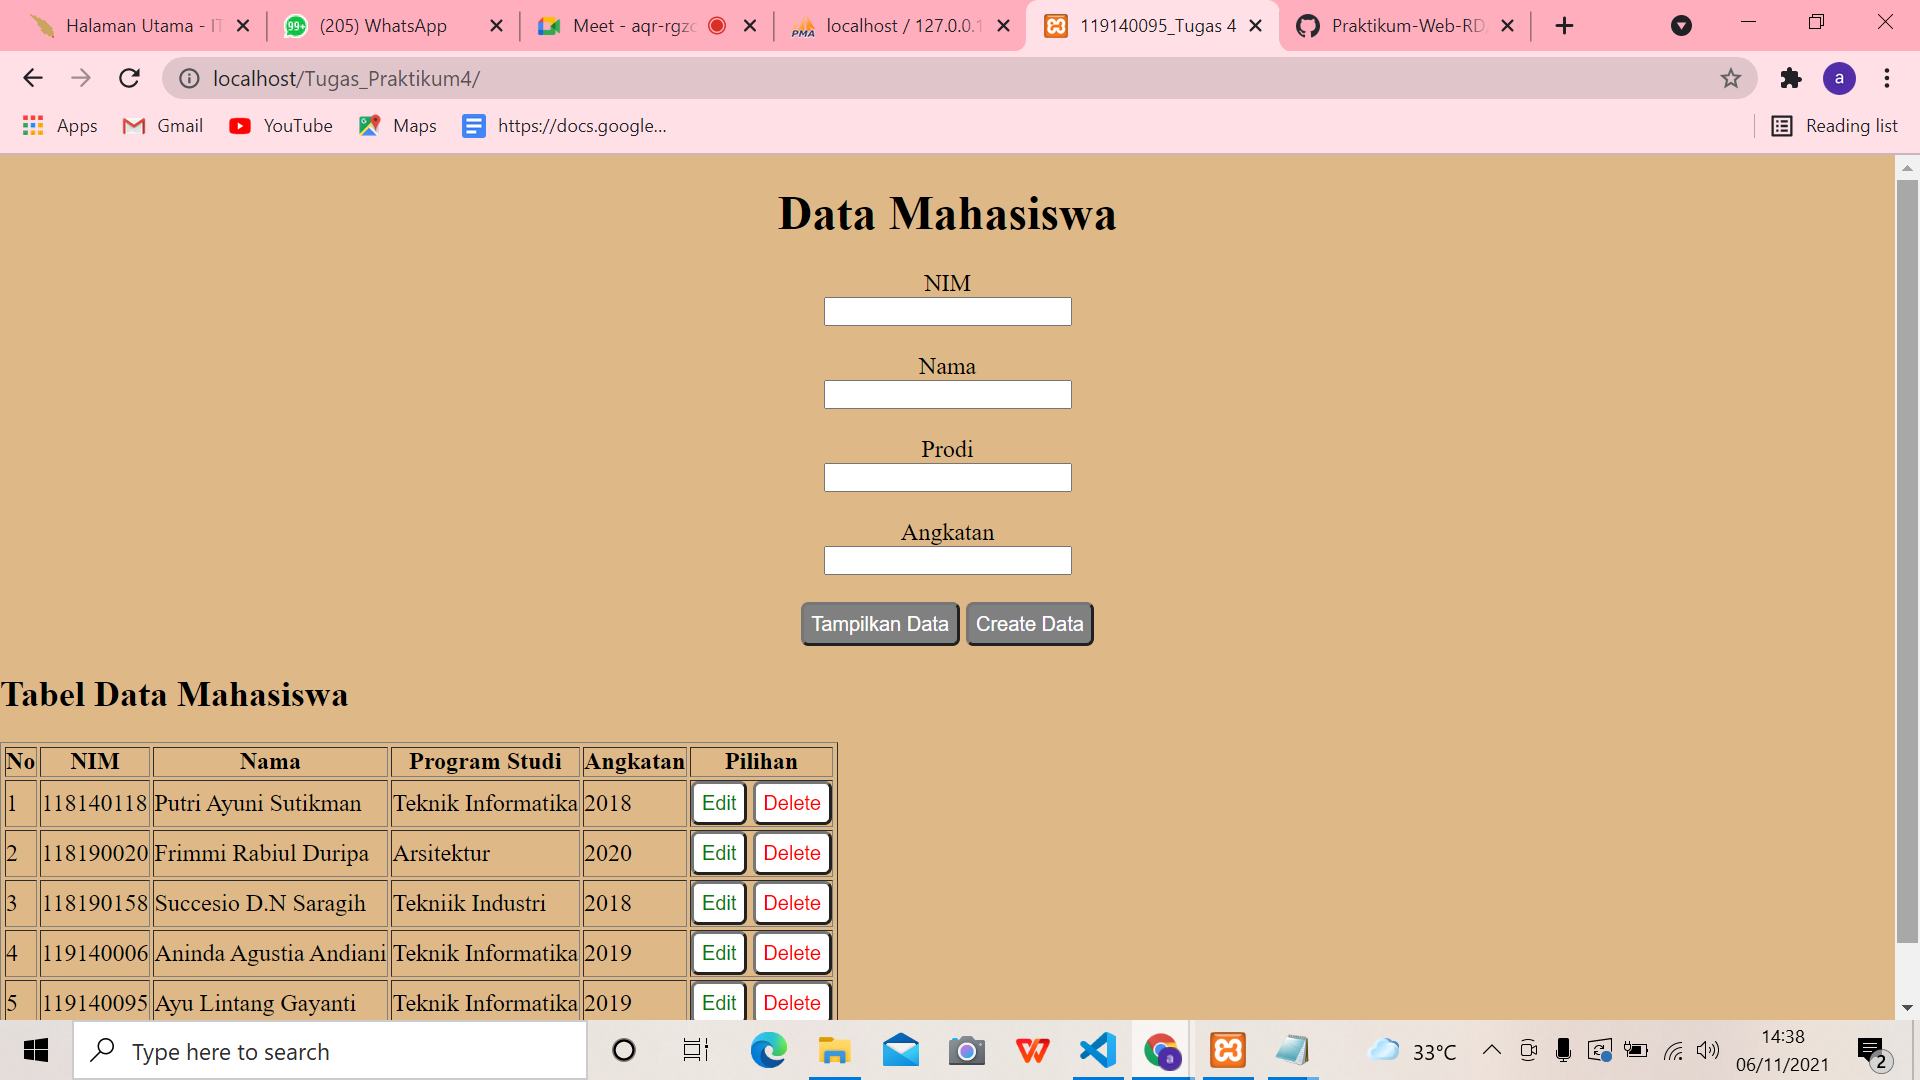 Halaman Utama - IT
(205) WhatsApp
Meet - aqr-rgzc
localhost / 127.0.0.1
119140095_Tugas 4
Praktikum-Web-RD
localhost/Tugas_Praktikum4/
a
Apps
Gmail
YouTube
Maps
https://docs.google...
Reading list
Data Mahasiswa
NIM
Nama
Prodi
Angkatan
Tampilkan Data Create Data
Tabel Data Mahasiswa
No NIM Nama Program Studi Angkatan Pilihan
1 118140118 Putri Ayuni Sutikman Teknik Informatika 2018 Edit Delete
2 118190020 Frimmi Rabiul Duripa Arsitektur 2020 Edit Delete
3 118190158 Succesio D.N Saragih Tekniik Industri 2018 Edit Delete
4 119140006 Aninda Agustia Andiani Teknik Informatika 2019 Edit Delete
5 119140095 Ayu Lintang Gayanti Teknik Informatika 2019 Edit Delete
Type here to search
33°C
14:38
06/11/2021
2